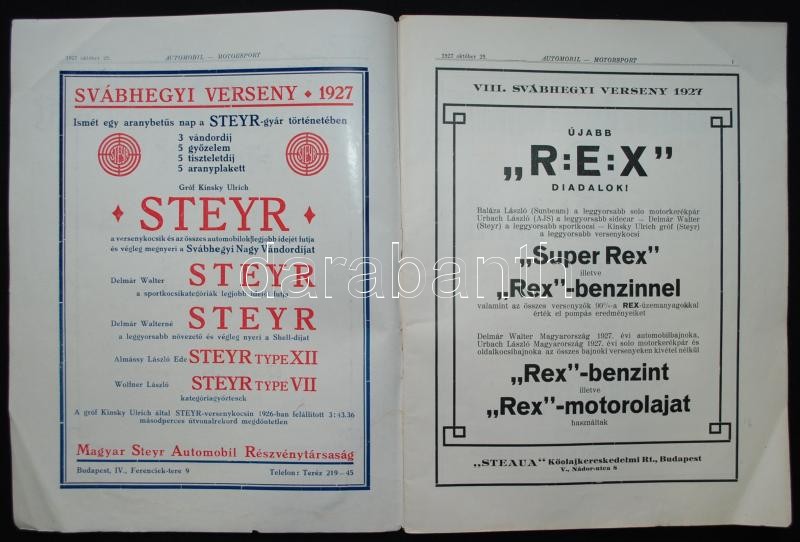 1927 október 25.
AUTOMOBIL — MOTORSPORT
SVÁBHEGYI VERSENY ♦ 1927
Ismét egy aranybetüs nap a STEYR-gyár történetében
3 vándordíj
5 győzelem
5 tiszteletdíj
5 aranyplakett
Gróf Kinsky Ulrich
♦ STEYR ♦
a versenykocsik és az összes automobilok legjobb idejét futja
és végleg megnyeri a Svábhegyi Nagy Vándordijat
Delmár Walter STEYR
a sportkocsikategóriák legjobb idejét futja
Delmár Walterné STEYR
a leggyorsabb növezető és végleg nyeri a Shell-díjat
Almássy László Ede STEYR TYPE XII
Wolfner László STEYR TYPE VII
kategóriagyőztesek
A gróf Kinsky Ulrich által STEYR-versenykocsin 1926-ban felállított 3:43.36
másodperces útvonalrekord megdöntetlen
Magyar Steyr Automobil Részvénytársaság
Budapest, IV., Ferenciek-tere 9 Telefon: Teréz 219—45
1927 október 25.
AUTOMOBIL — MOTORSPORT
1
VIII. SVÁBHEGYI VERSENY 1927
ÚJABB
„R:E:X”
DIADALOK!
Balázs László (Sunbeam) a leggyorsabb solo motorkerékpár
Urbach László (AJS) a leggyorsabb sidecar — Delmár Walter
(Steyr) a leggyorsabb sportkocsi — Kinsky Ulrich gróf (Steyr)
a leggyorsabb versenykocsi
„Super Rex”
illetve
„Rex”-benzinnel
valamint az összes versenyzők 90%-a REX-üzemanyagokkal
érték el pompás eredményeiket
Delmár Walter Magyarország 1927. évi automobilbajnoka,
Urbach László Magyarország 1927. évi solo motorkerékpár és
oldalkocsibajnoka az összes bajnoki versenyeken kivétel nélkül
„Rex”-benzint
illetve
„Rex”-motorolajat
használtak
„STEAUA” Kőolajkereskedelmi Rt., Budapest
V., Nádor-utca 8
darabanth